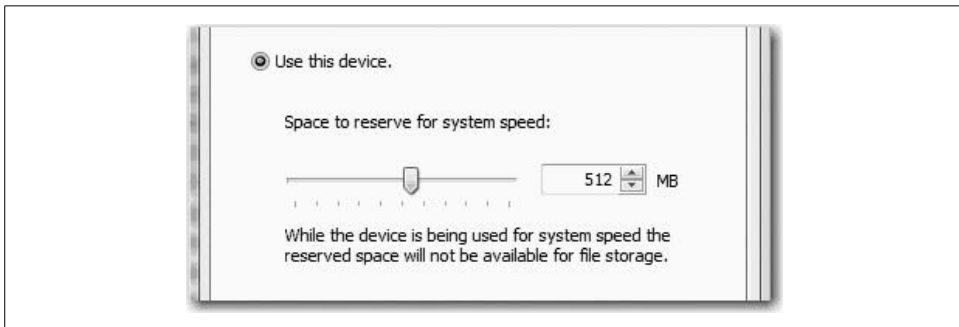 Use this device.
Space to reserve for system speed:
512 MB
While the device is being used for system speed the
reserved space will not be available for file storage.